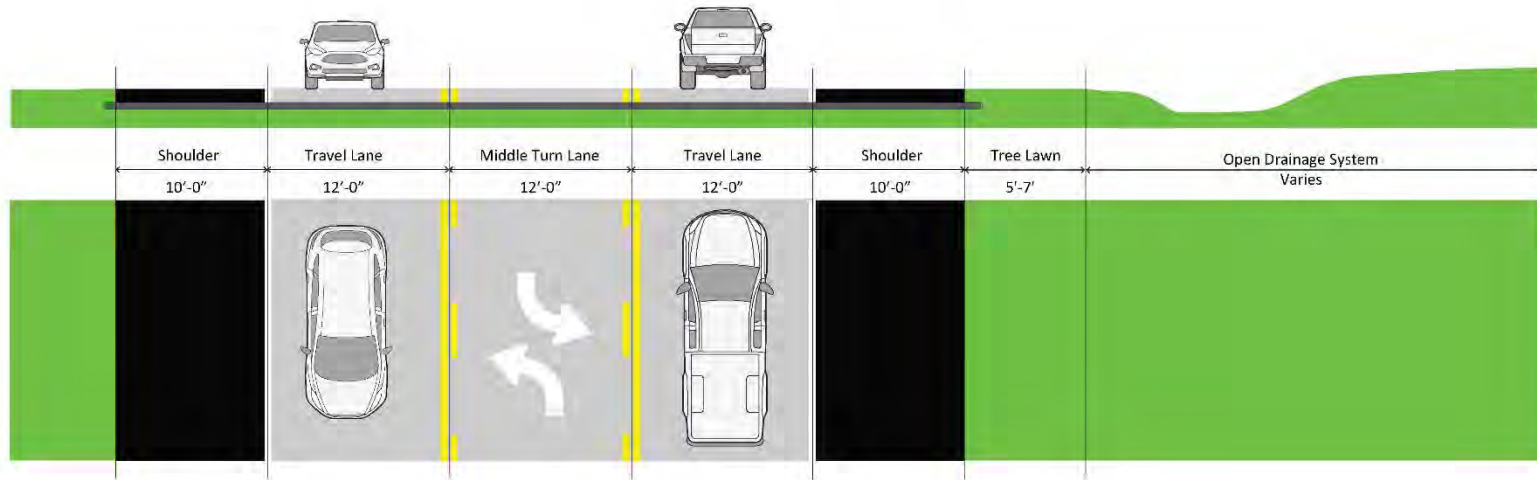 Shoulder
Travel Lane
Middle Turn Lane
Travel Lane
Shoulder
Tree Lawn
Open Drainage System
10’-0”
12’-0”
12’-0”
12’-0”
10’-0”
5’-7’
Varies